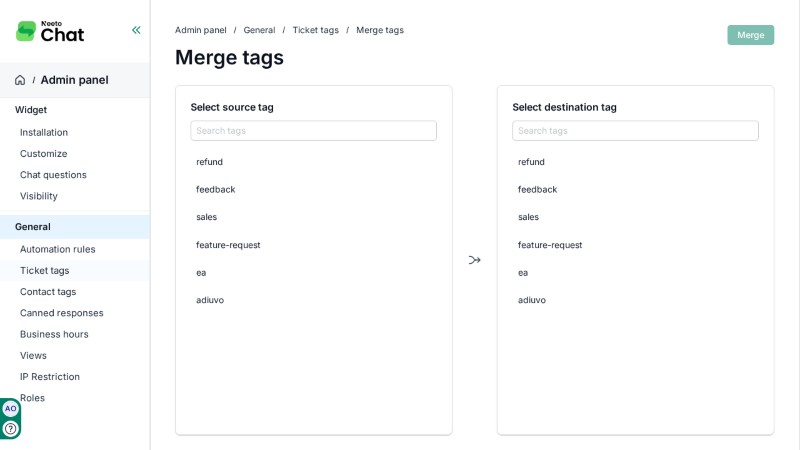 Neeto
Chat
/ Admin panel
Widget
Installation
Customize
Chat questions
Visibility
General
Automation rules
Ticket tags
Contact tags
Canned responses
Business hours
Views
IP Restriction
Roles
AO
?
Admin panel / General / Ticket tags / Merge tags
Merge tags
Merge
Select source tag
Search tags
refund
feedback
sales
feature-request
ea
adiuvo
Select destination tag
Search tags
refund
feedback
sales
feature-request
ea
adiuvo